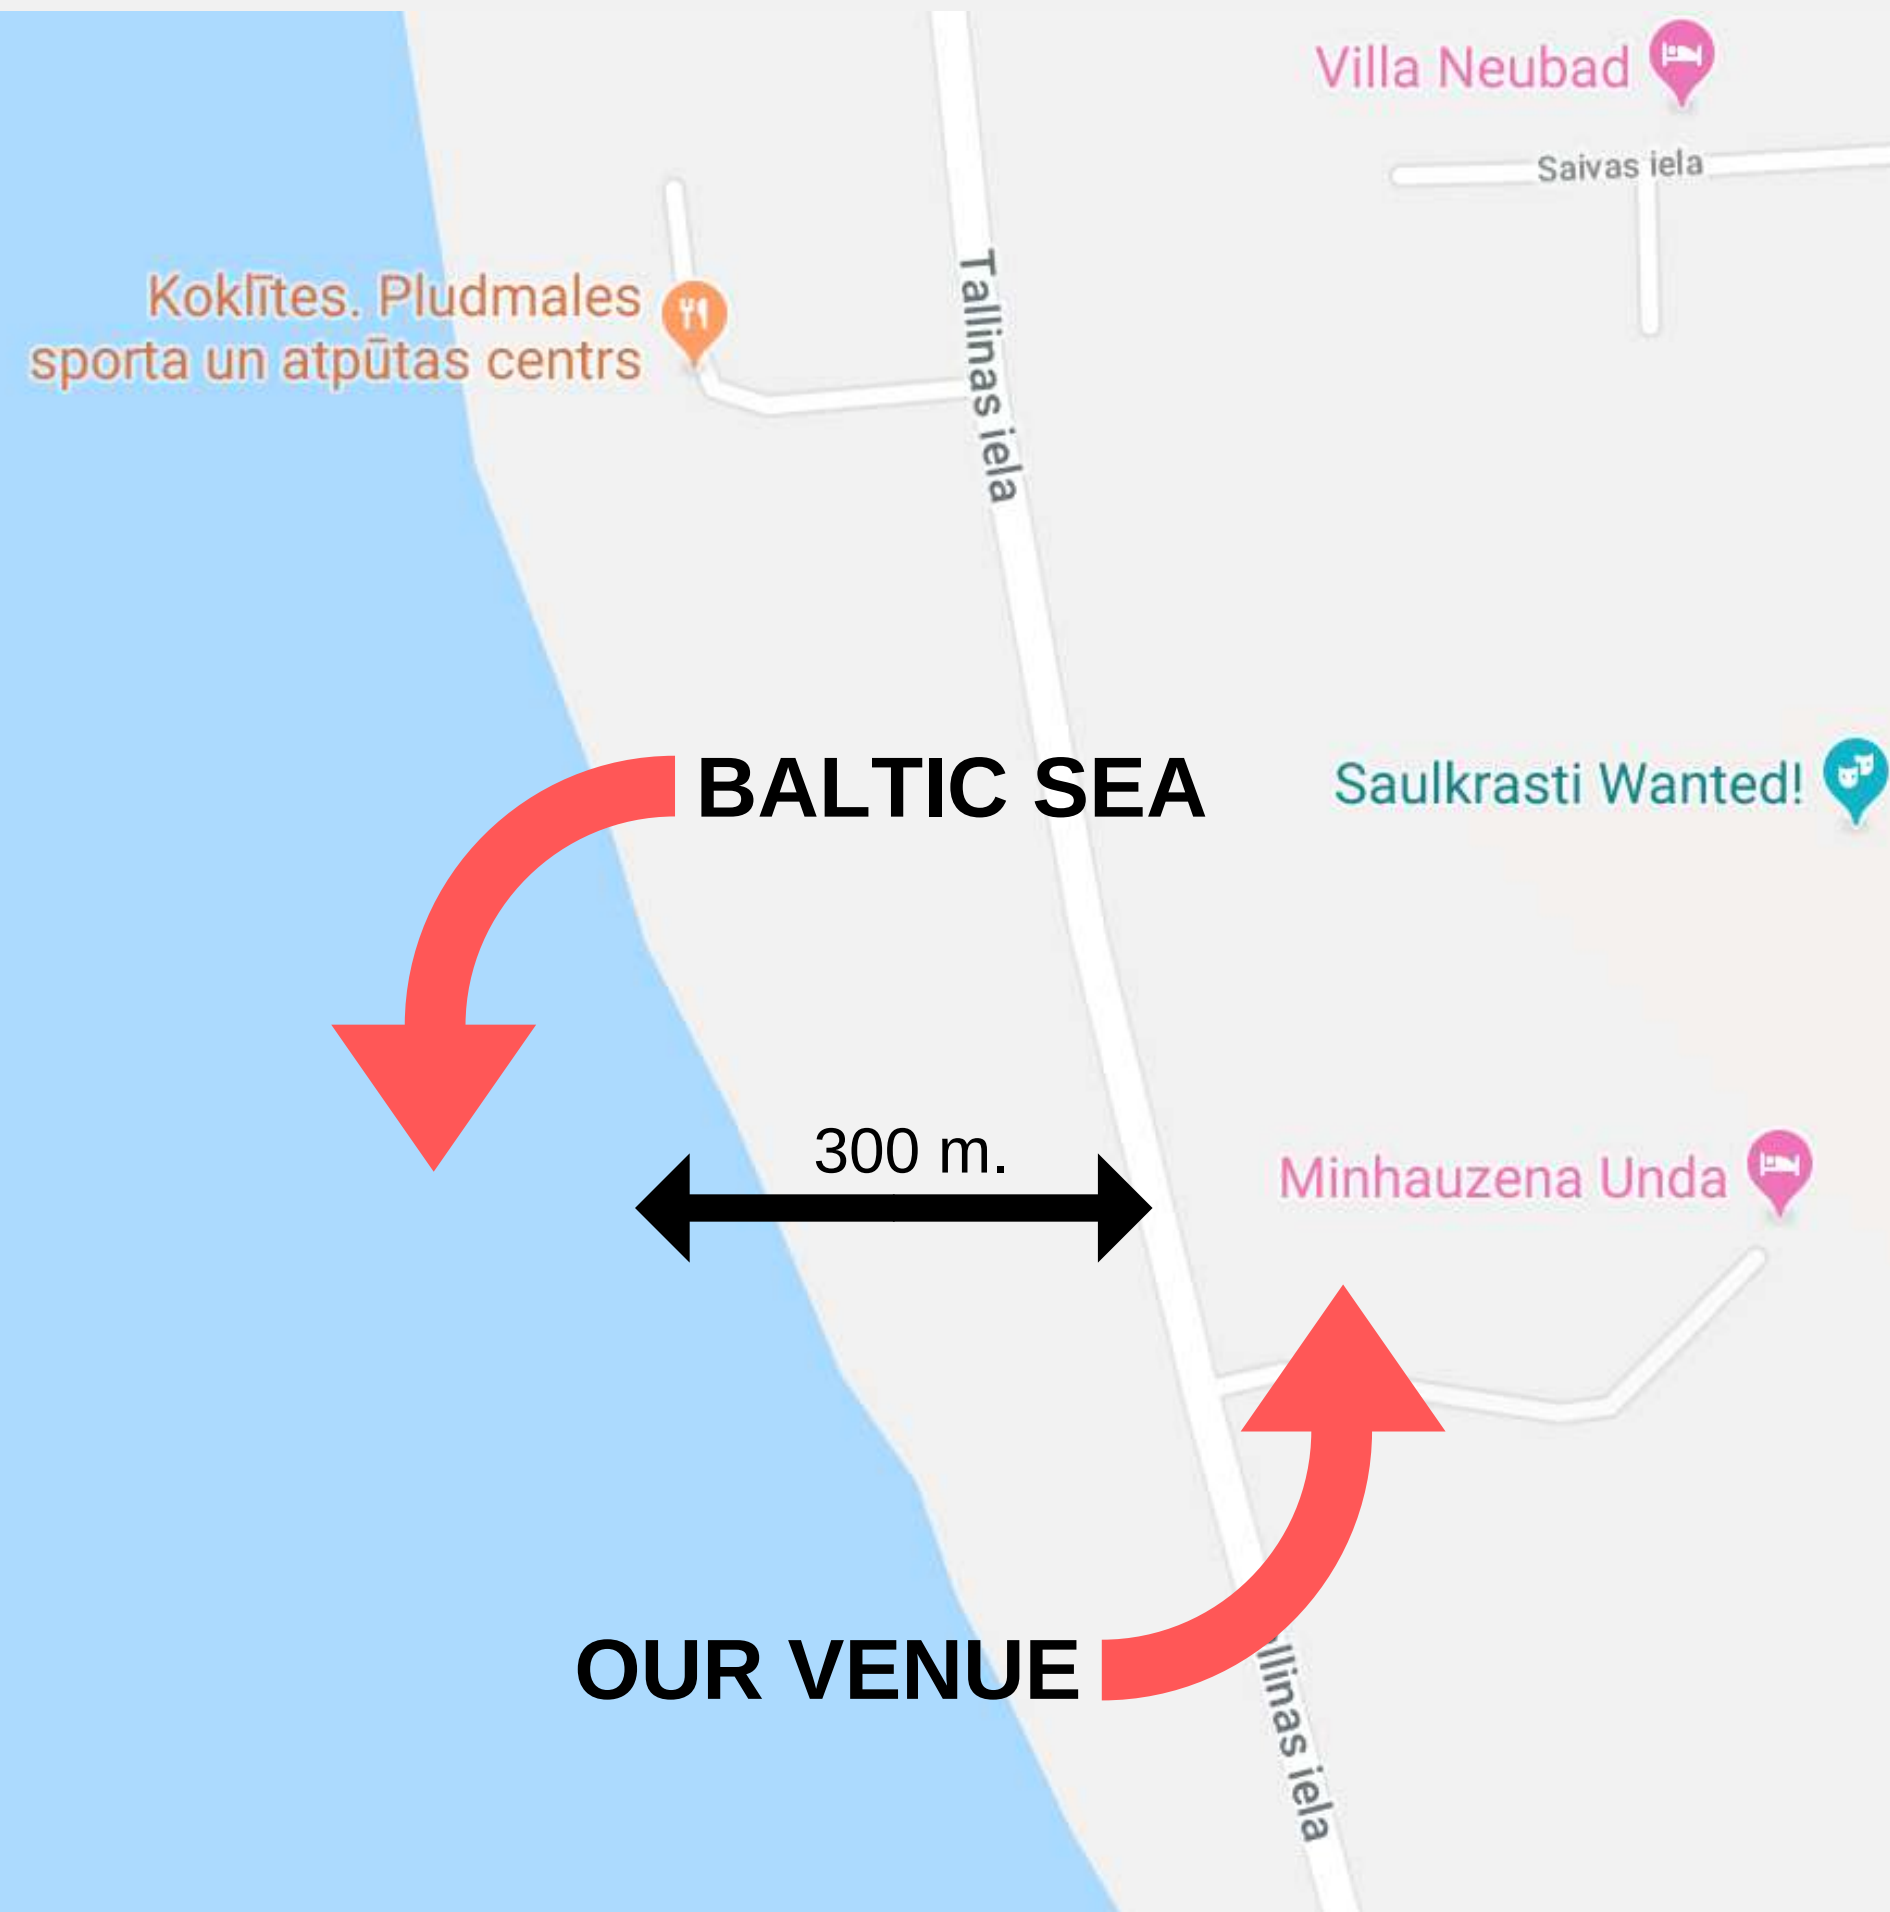 Villa Neubad
Saivas iela
Koklītes. Pludmales
sporta un atpūtas centrs
Tallinas iela
BALTIC SEA
Saulkrasti Wanted!
300 m.
Minhauzena Unda
OUR VENUE
llinas iela